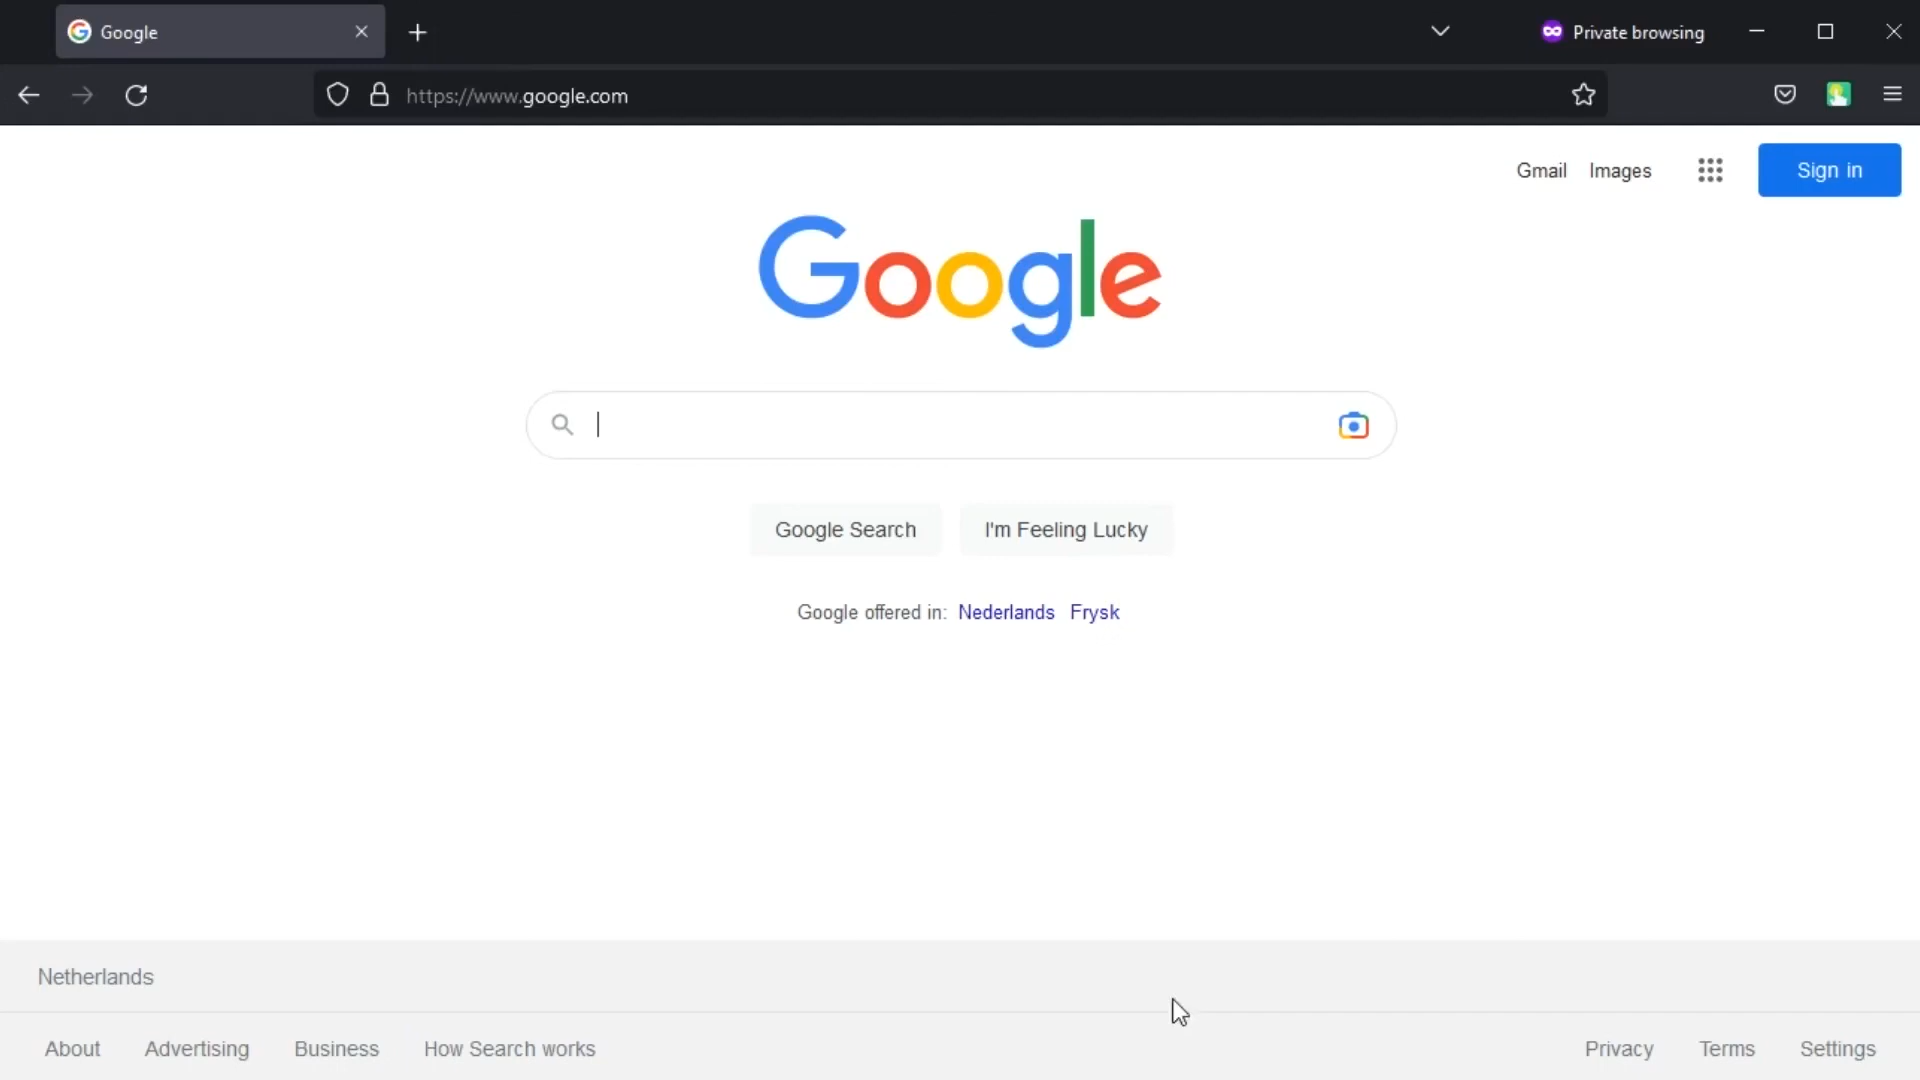 Google
Private browsing
https://www.google.com
Gmail Images Sign in
Google
Google Search I'm Feeling Lucky
Google offered in: Nederlands Frysk
Netherlands
About Advertising Business How Search works Privacy Terms Settings